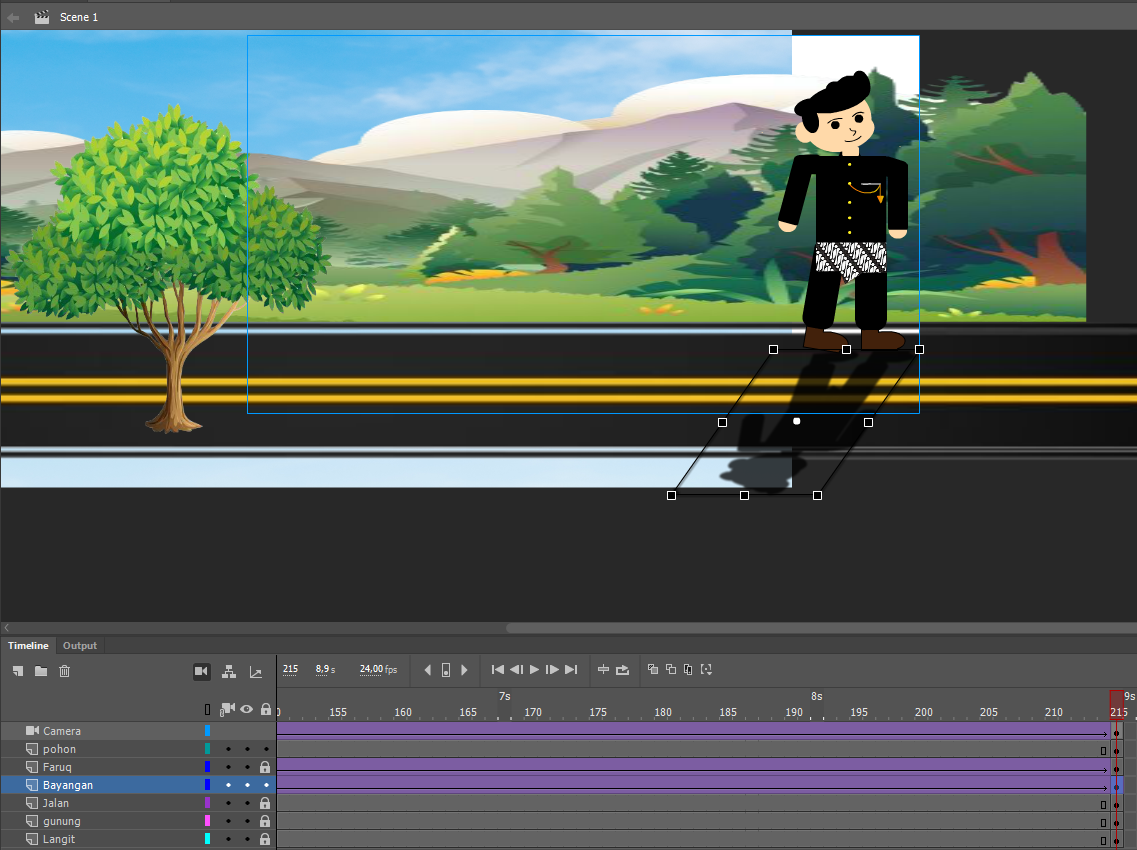 Scene 1
Timeline Output
215 8,9 s 24,00 fps
7s 8s 9s
155 160 165 170 175 180 185 190 195 200 205 210 215
Camera
pohon
Faruq
Bayangan
Jalan
gunung
Langit